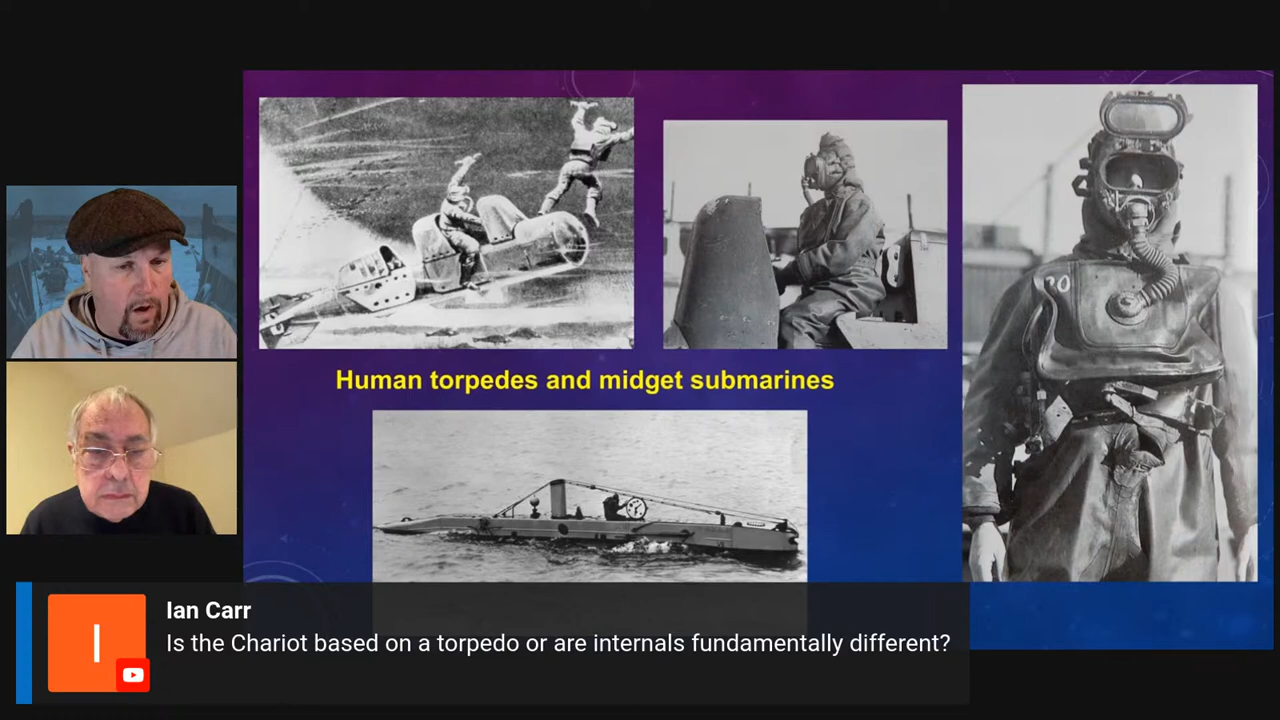 Human torpedes and midget submarines
I
Ian Carr
Is the Chariot based on a torpedo or are internals fundamentally different?